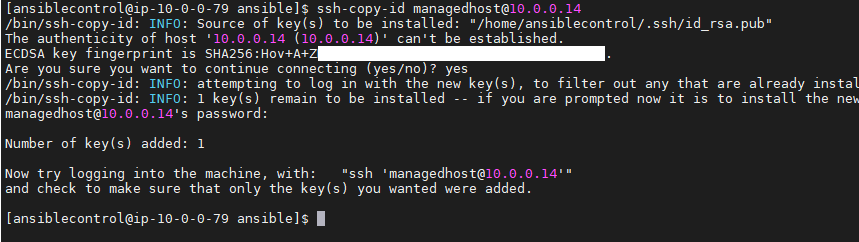 [ansiblecontrol@ip-10-0-0-79 ansible]$ ssh-copy-id managedhost@10.0.0.14
/bin/ssh-copy-id: INFO: Source of key(s) to be installed: "/home/ansiblecontrol/.ssh/id_rsa.pub"
The authenticity of host '10.0.0.14 (10.0.0.14)' can't be established.
ECDSA key fingerprint is SHA256:Hov+A+Z .
Are you sure you want to continue connecting (yes/no)? yes
/bin/ssh-copy-id: INFO: attempting to log in with the new key(s), to filter out any that are already instal
/bin/ssh-copy-id: INFO: 1 key(s) remain to be installed -- if you are prompted now it is to install the new
managedhost@10.0.0.14's password:
Number of key(s) added: 1
Now try logging into the machine, with:   "ssh 'managedhost@10.0.0.14'"
and check to make sure that only the key(s) you wanted were added.
[ansiblecontrol@ip-10-0-0-79 ansible]$